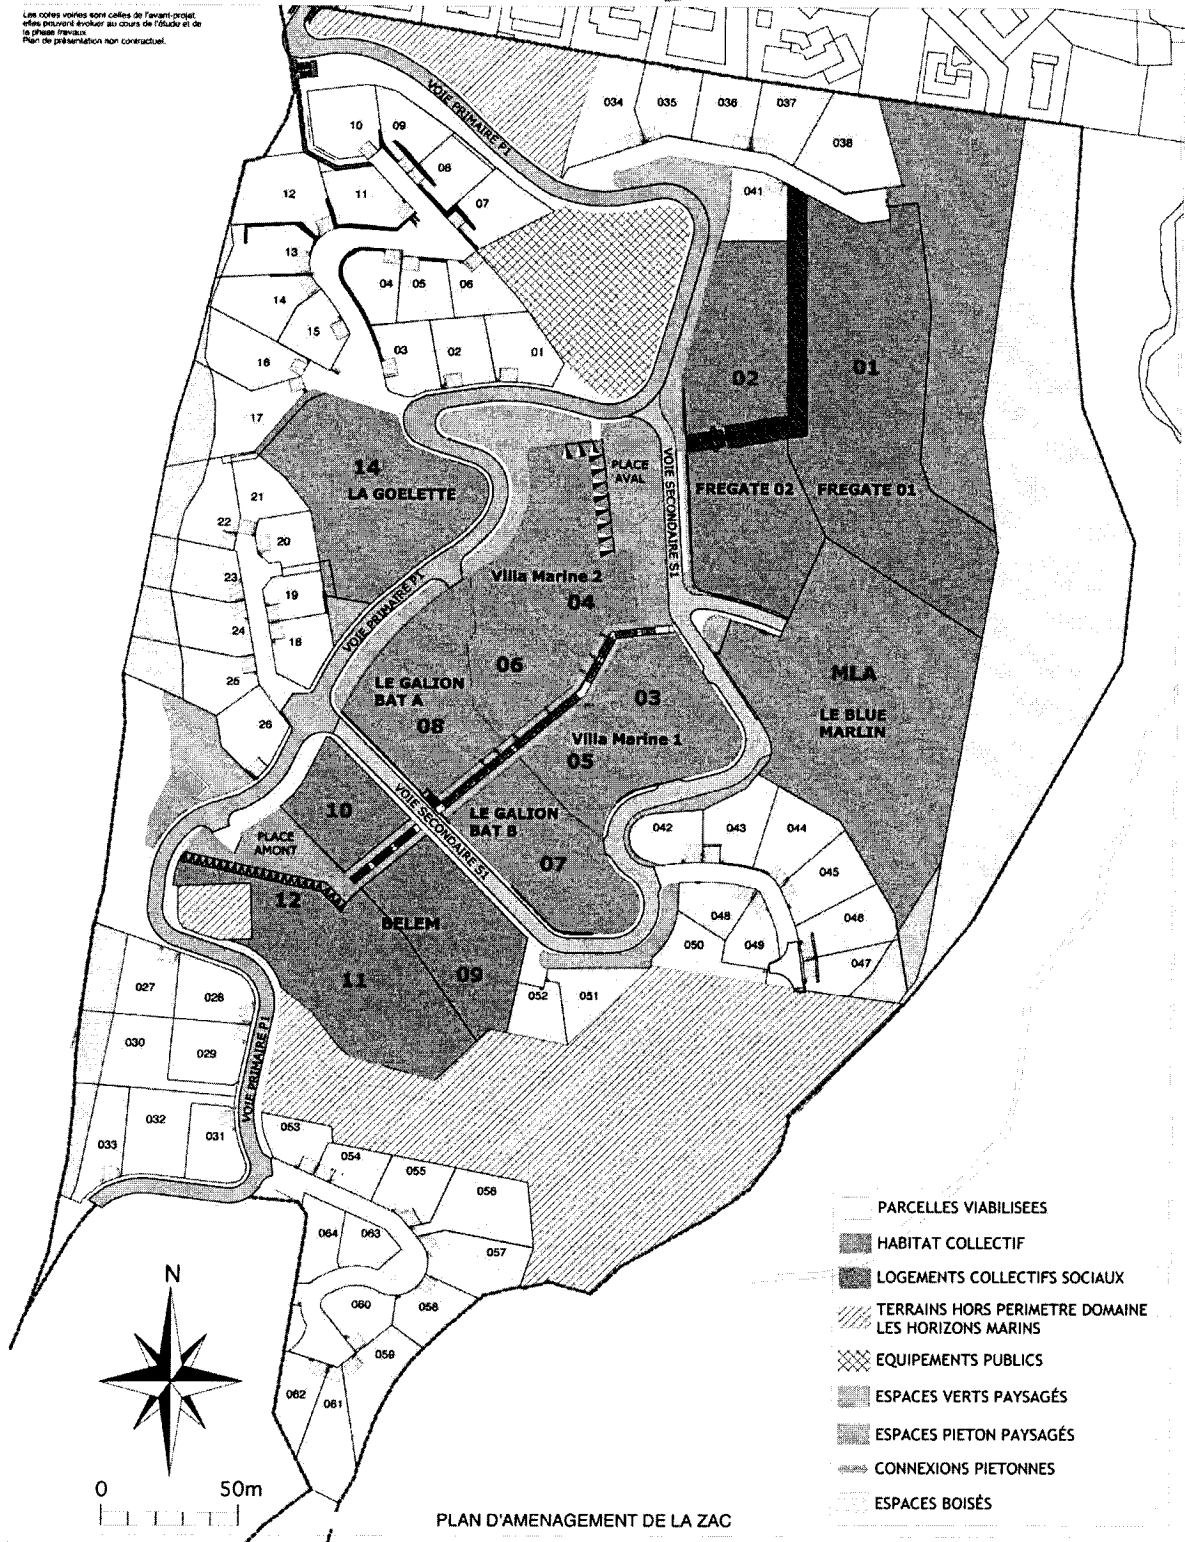 Les cotes voiries sont celles de l'avant-projet,
elles peuvent évoluer au cours de l'étude et de
la phase travaux.
Plan de présentation non contractuel.
VOIE PRIMAIRE P1
034
035
036
037
038
041
10
09
08
07
12
11
13
14
15
16
17
04
05
06
03
02
01
02
01
FREGATE 02
FREGATE 01
14
LA GOELETTE
PLACE
AVAL
VOIE SECONDAIRE S1
21
22
20
23
19
24
18
25
26
VOIE PRIMAIRE P1
Villa Marine 2
04
06
LE GALION
BAT A
08
03
Villa Marine 1
05
MLA
LE BLUE
MARLIN
10
VOIE SECONDAIRE S1
LE GALION
BAT B
07
PLACE
AMONT
12
BELEM
11
09
042
043
044
045
046
047
048
049
050
051
052
027
028
030
029
032
031
033
VOIE PRIMAIRE P1
053
054
055
056
057
064
063
060
058
059
062
061
N
0 50m
PARCELLES VIABILISEES
HABITAT COLLECTIF
LOGEMENTS COLLECTIFS SOCIAUX
TERRAINS HORS PERIMETRE DOMAINE
LES HORIZONS MARINS
EQUIPEMENTS PUBLICS
ESPACES VERTS PAYSAGÉS
ESPACES PIETON PAYSAGÉS
CONNEXIONS PIETONNES
ESPACES BOISÉS
PLAN D'AMENAGEMENT DE LA ZAC